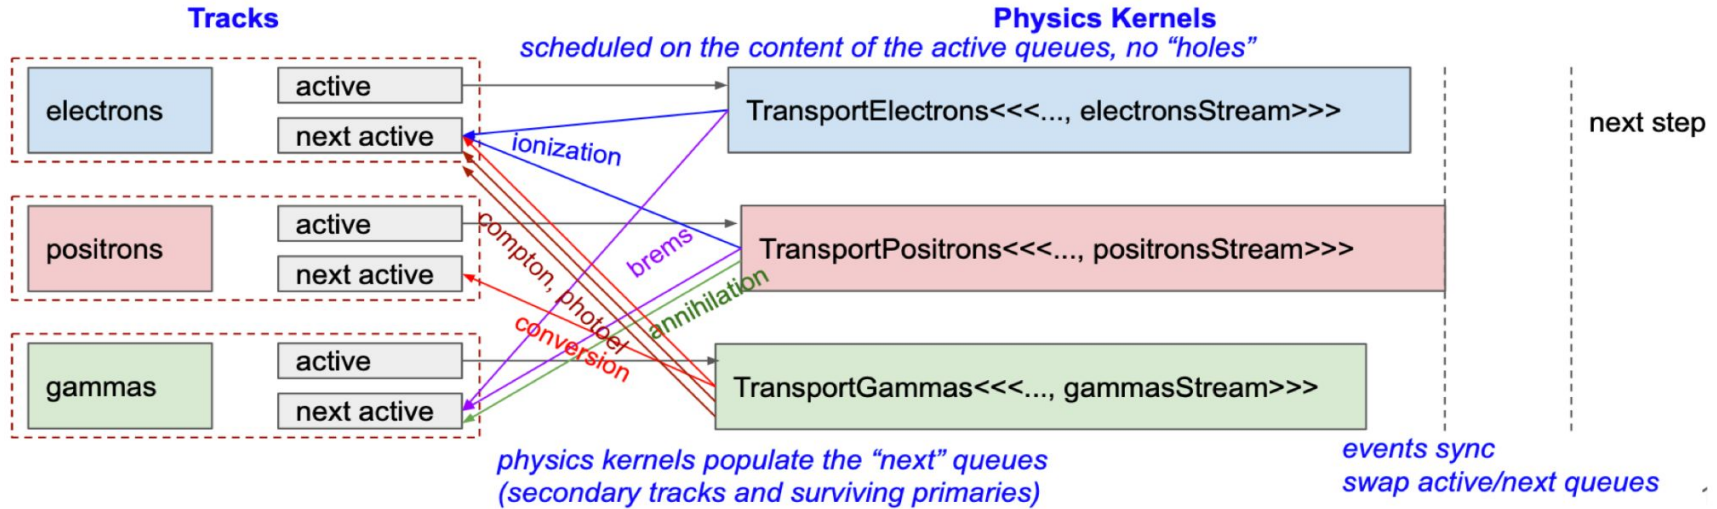 Tracks
Physics Kernels
scheduled on the content of the active queues, no “holes”
electrons
active
next active
TransportElectrons<<<..., electronsStream>>>
next step
ionization
positrons
active
next active
TransportPositrons<<<..., positronsStream>>>
compton, photoel
brems
annihilation
conversion
gammas
active
next active
TransportGammas<<<..., gammasStream>>>
physics kernels populate the “next” queues
(secondary tracks and surviving primaries)
events sync
swap active/next queues